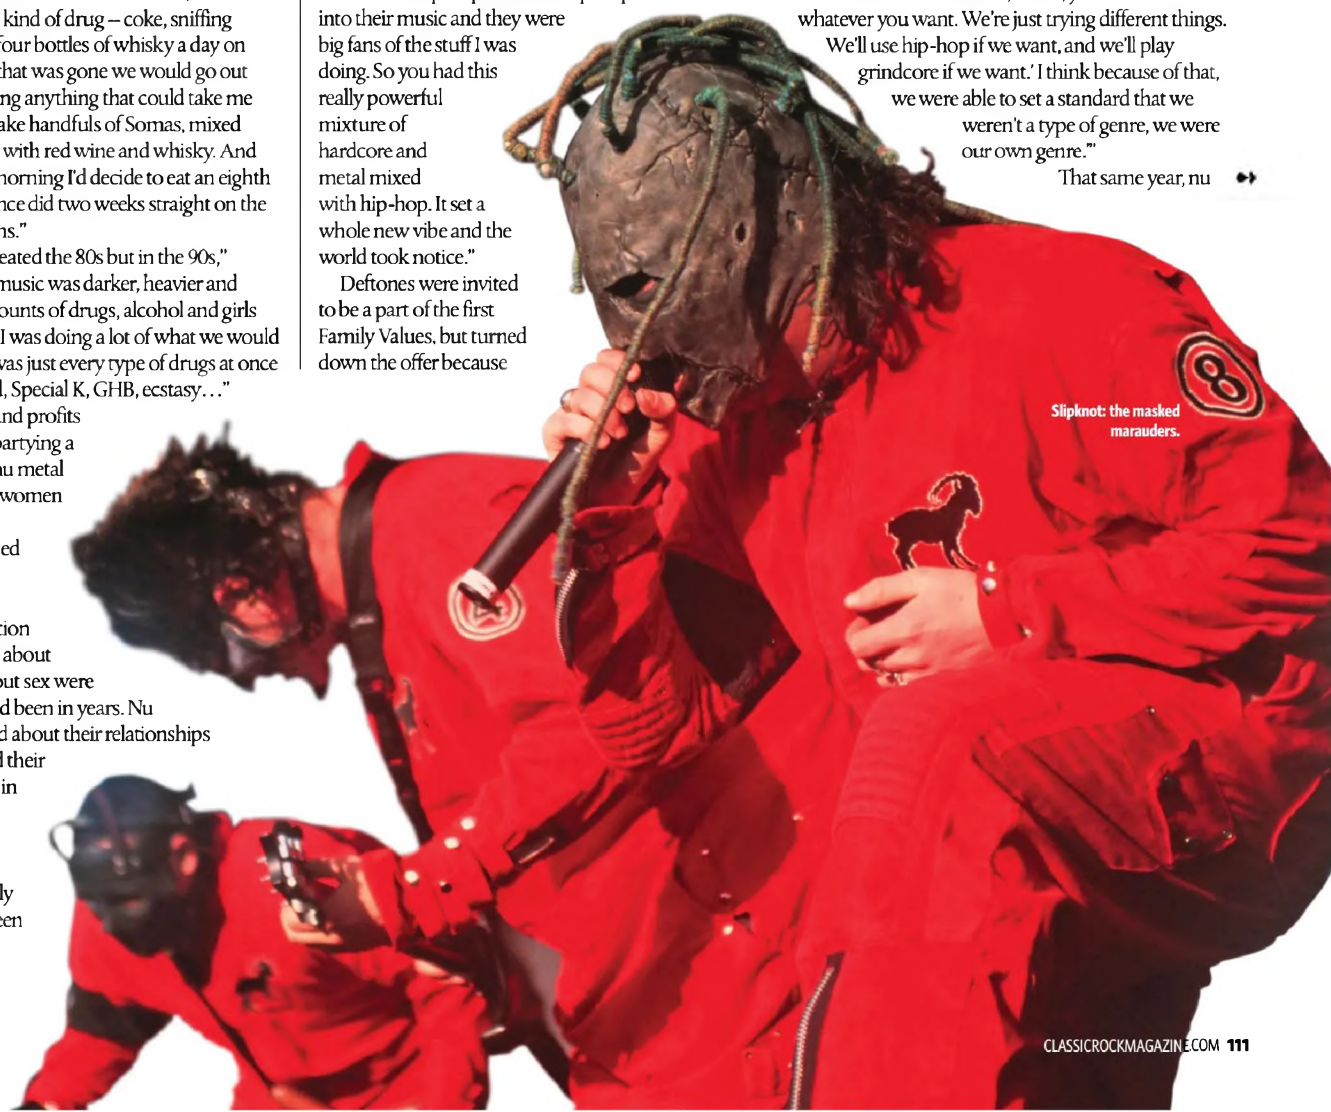 kind of drug – coke, sniffing
four bottles of whisky a day on
that was gone we would go out
ng anything that could take me
ake handfuls of Somas, mixed
with red wine and whisky. And
morning I'd decide to eat an eighth
nce did two weeks straight on the
ns."
eated the 80s but in the 90s,"
music was darker, heavier and
ounts of drugs, alcohol and girls
I was doing a lot of what we would
was just every type of drugs at once
l, Special K, GHB, ecstasy…"
and profits
partying a
nu metal
women
ed
tion
about
out sex were
d been in years. Nu
d about their relationships
d their
in
ly
een
into their music and they were
big fans of the stuff I was
doing. So you had this
really powerful
mixture of
hardcore and
metal mixed
with hip-hop. It set a
whole new vibe and the
world took notice."
Deftones were invited
to be a part of the first
Family Values, but turned
down the offer because
whatever you want. We're just trying different things.
We'll use hip-hop if we want, and we'll play
grindcore if we want.' I think because of that,
we were able to set a standard that we
weren't a type of genre, we were
our own genre.'"
That same year, nu
8
Slipknot: the masked
marauders.
CLASSICROCKMAGAZINE.COM 111